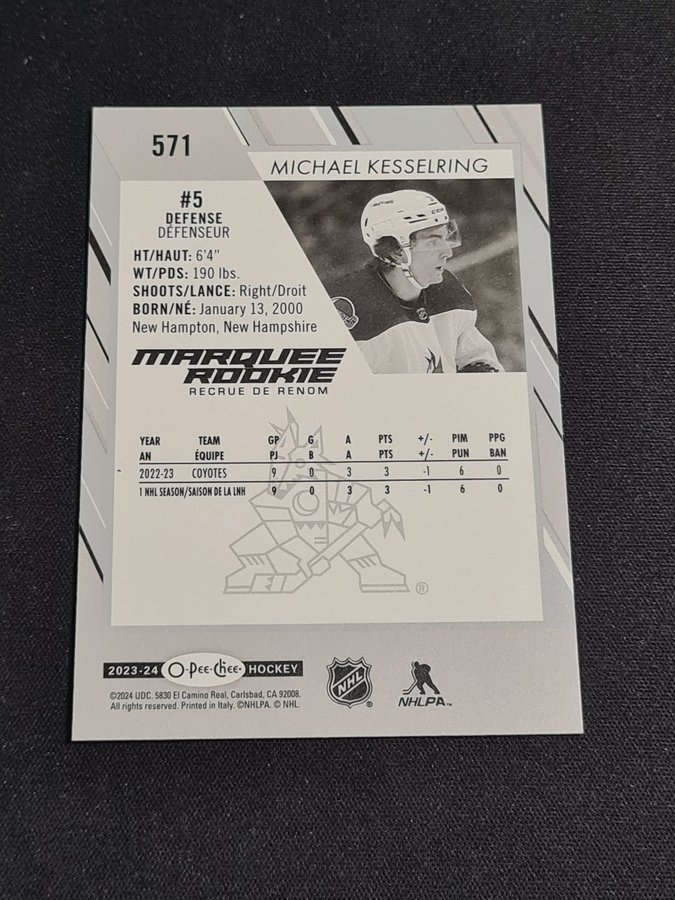 571
MICHAEL KESSELRING
#5
DEFENSE
DÉFENSEUR
HT/HAUT: 6'4"
WT/PDS: 190 lbs.
SHOOTS/LANCE: Right/Droit
BORN/NÉ: January 13, 2000
New Hampton, New Hampshire
MARQUEE
ROOKIE
RECRUE DE RENOM
YEAR TEAM GP G A PTS +/- PIM PPG
AN ÉQUIPE PJ B A PTS +/- PUN BAN
2022-23 COYOTES 9 0 3 3 -1 6 0
1 NHL SEASON/SAISON DE LA LNH 9 0 3 3 -1 6 0
®
2023-24 O-Pee-Chee HOCKEY
NHL ®
NHLPA™
©2024 UDC. 5830 El Camino Real, Carlsbad, CA 92008.
All rights reserved. Printed in Italy. ©NHLPA. © NHL.